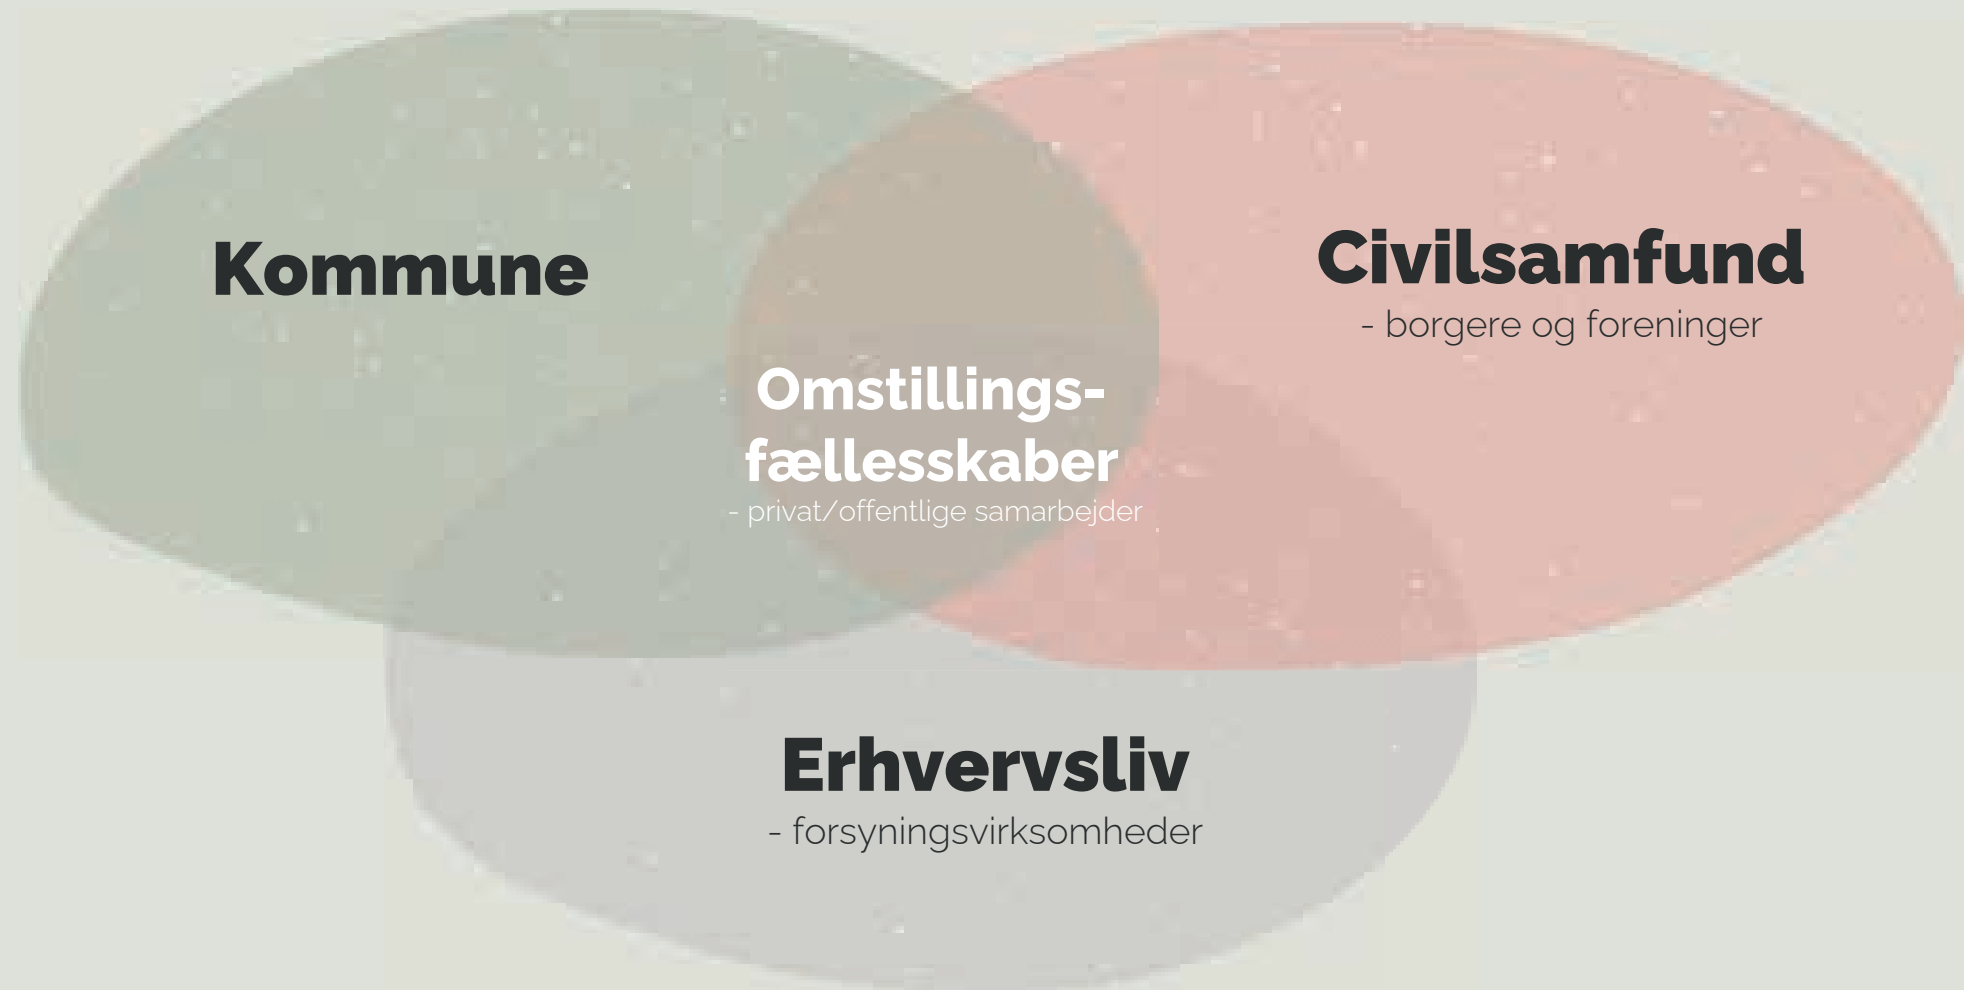 Kommune
Civilsamfund
- borgere og foreninger
Omstillings-
fællesskaber
- privat/offentlige samarbejder
Erhvervsliv
- forsyningsvirksomheder